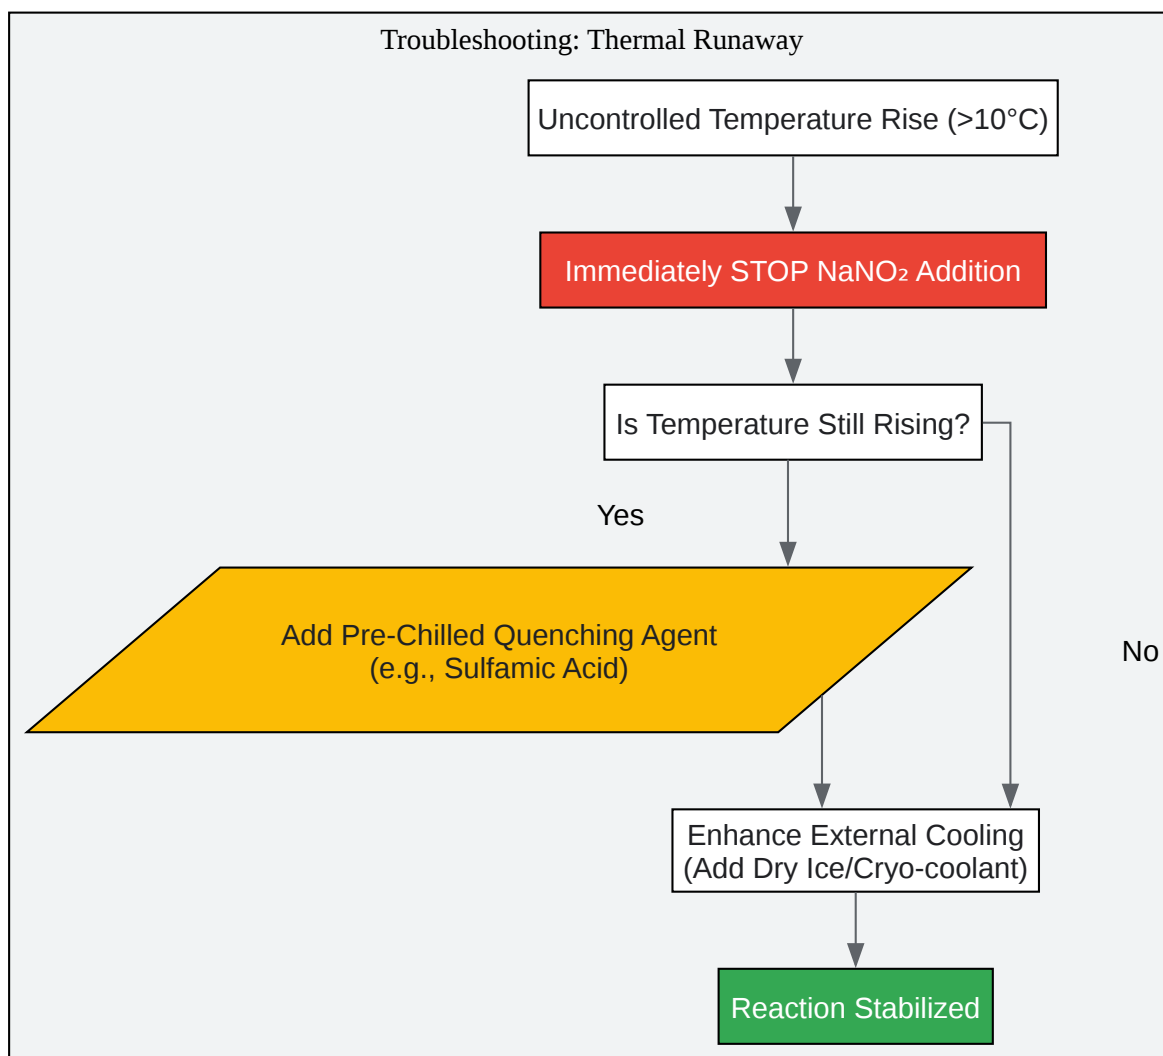 Troubleshooting: Thermal Runaway
Uncontrolled Temperature Rise (>10°C)
Immediately STOP NaNO₂ Addition
Is Temperature Still Rising?
Yes
Add Pre-Chilled Quenching Agent
(e.g., Sulfamic Acid)
No
Enhance External Cooling
(Add Dry Ice/Cryo-coolant)
Reaction Stabilized